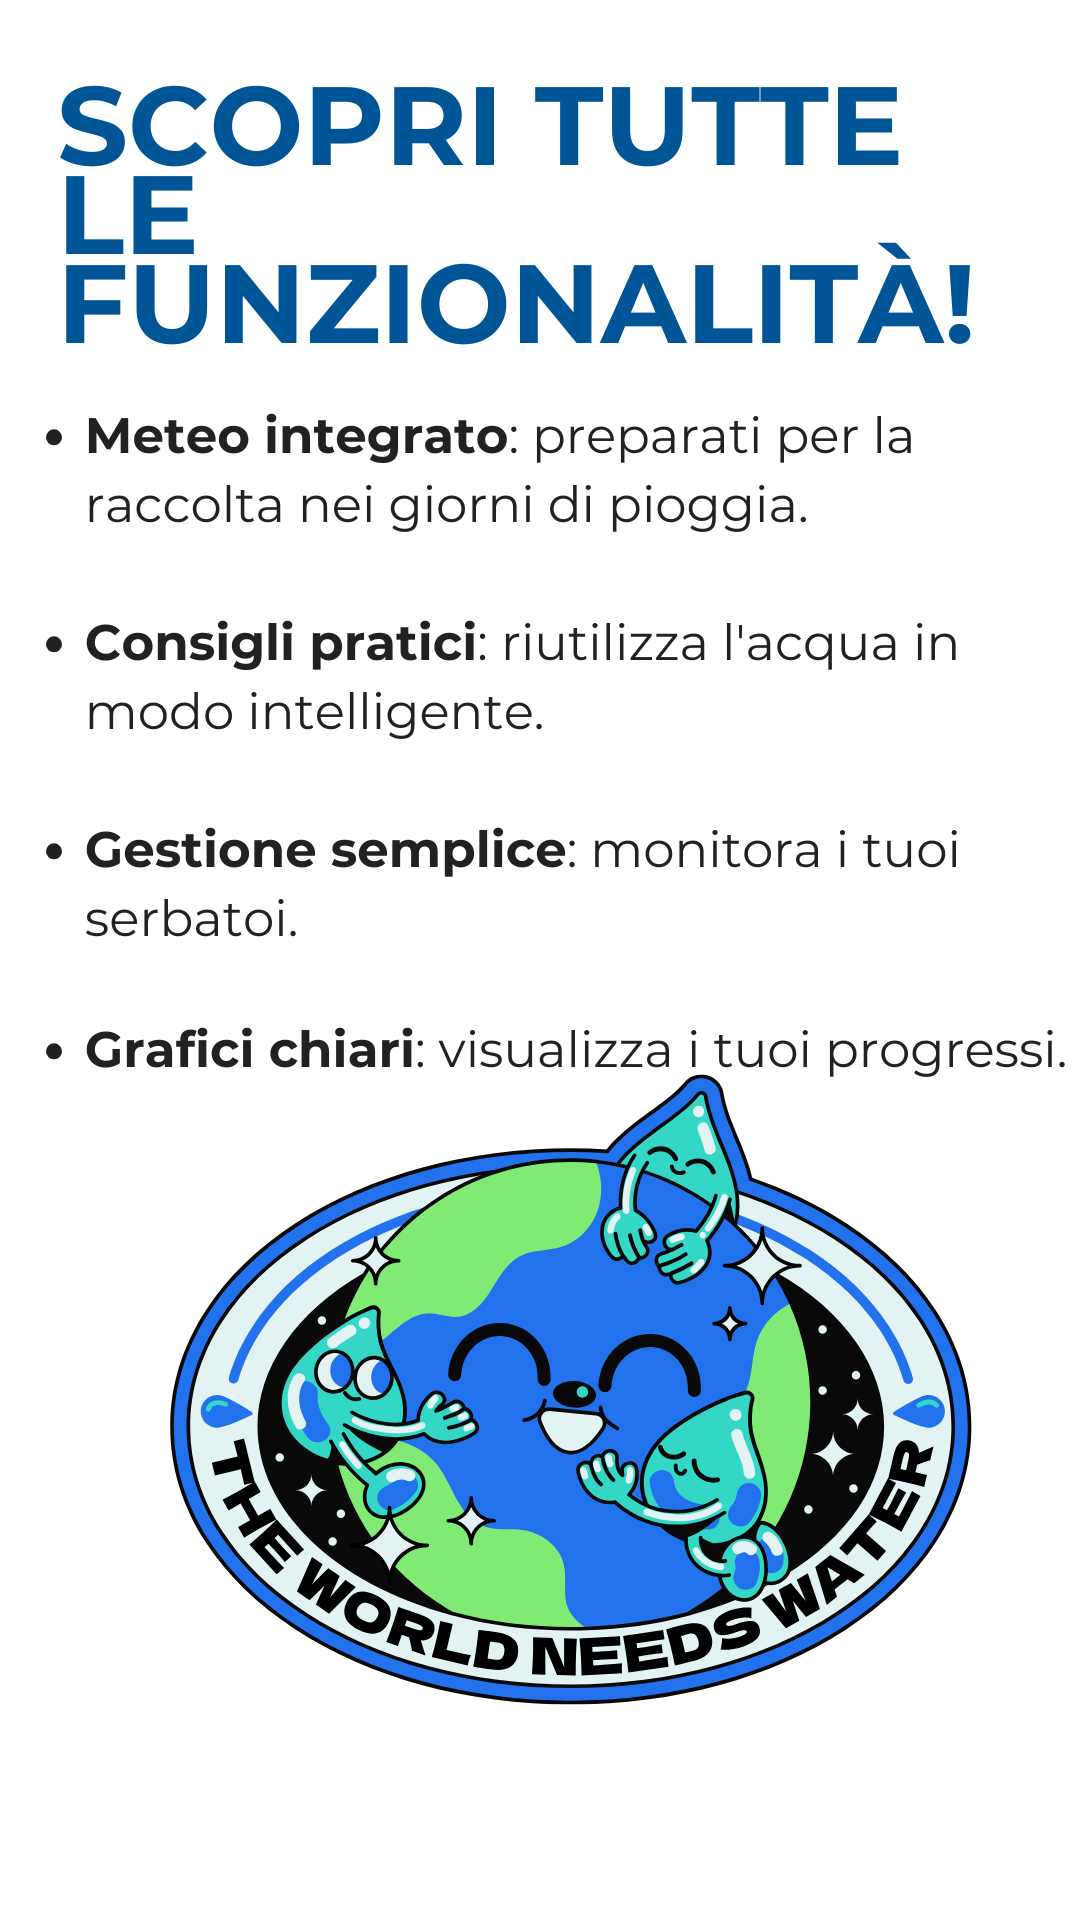 SCOPRI TUTTE
LE
FUNZIONALITÀ!
• Meteo integrato: preparati per la
raccolta nei giorni di pioggia.
• Consigli pratici: riutilizza l'acqua in
modo intelligente.
• Gestione semplice: monitora i tuoi
serbatoi.
• Grafici chiari: visualizza i tuoi progressi.
THE WORLD NEEDS WATER